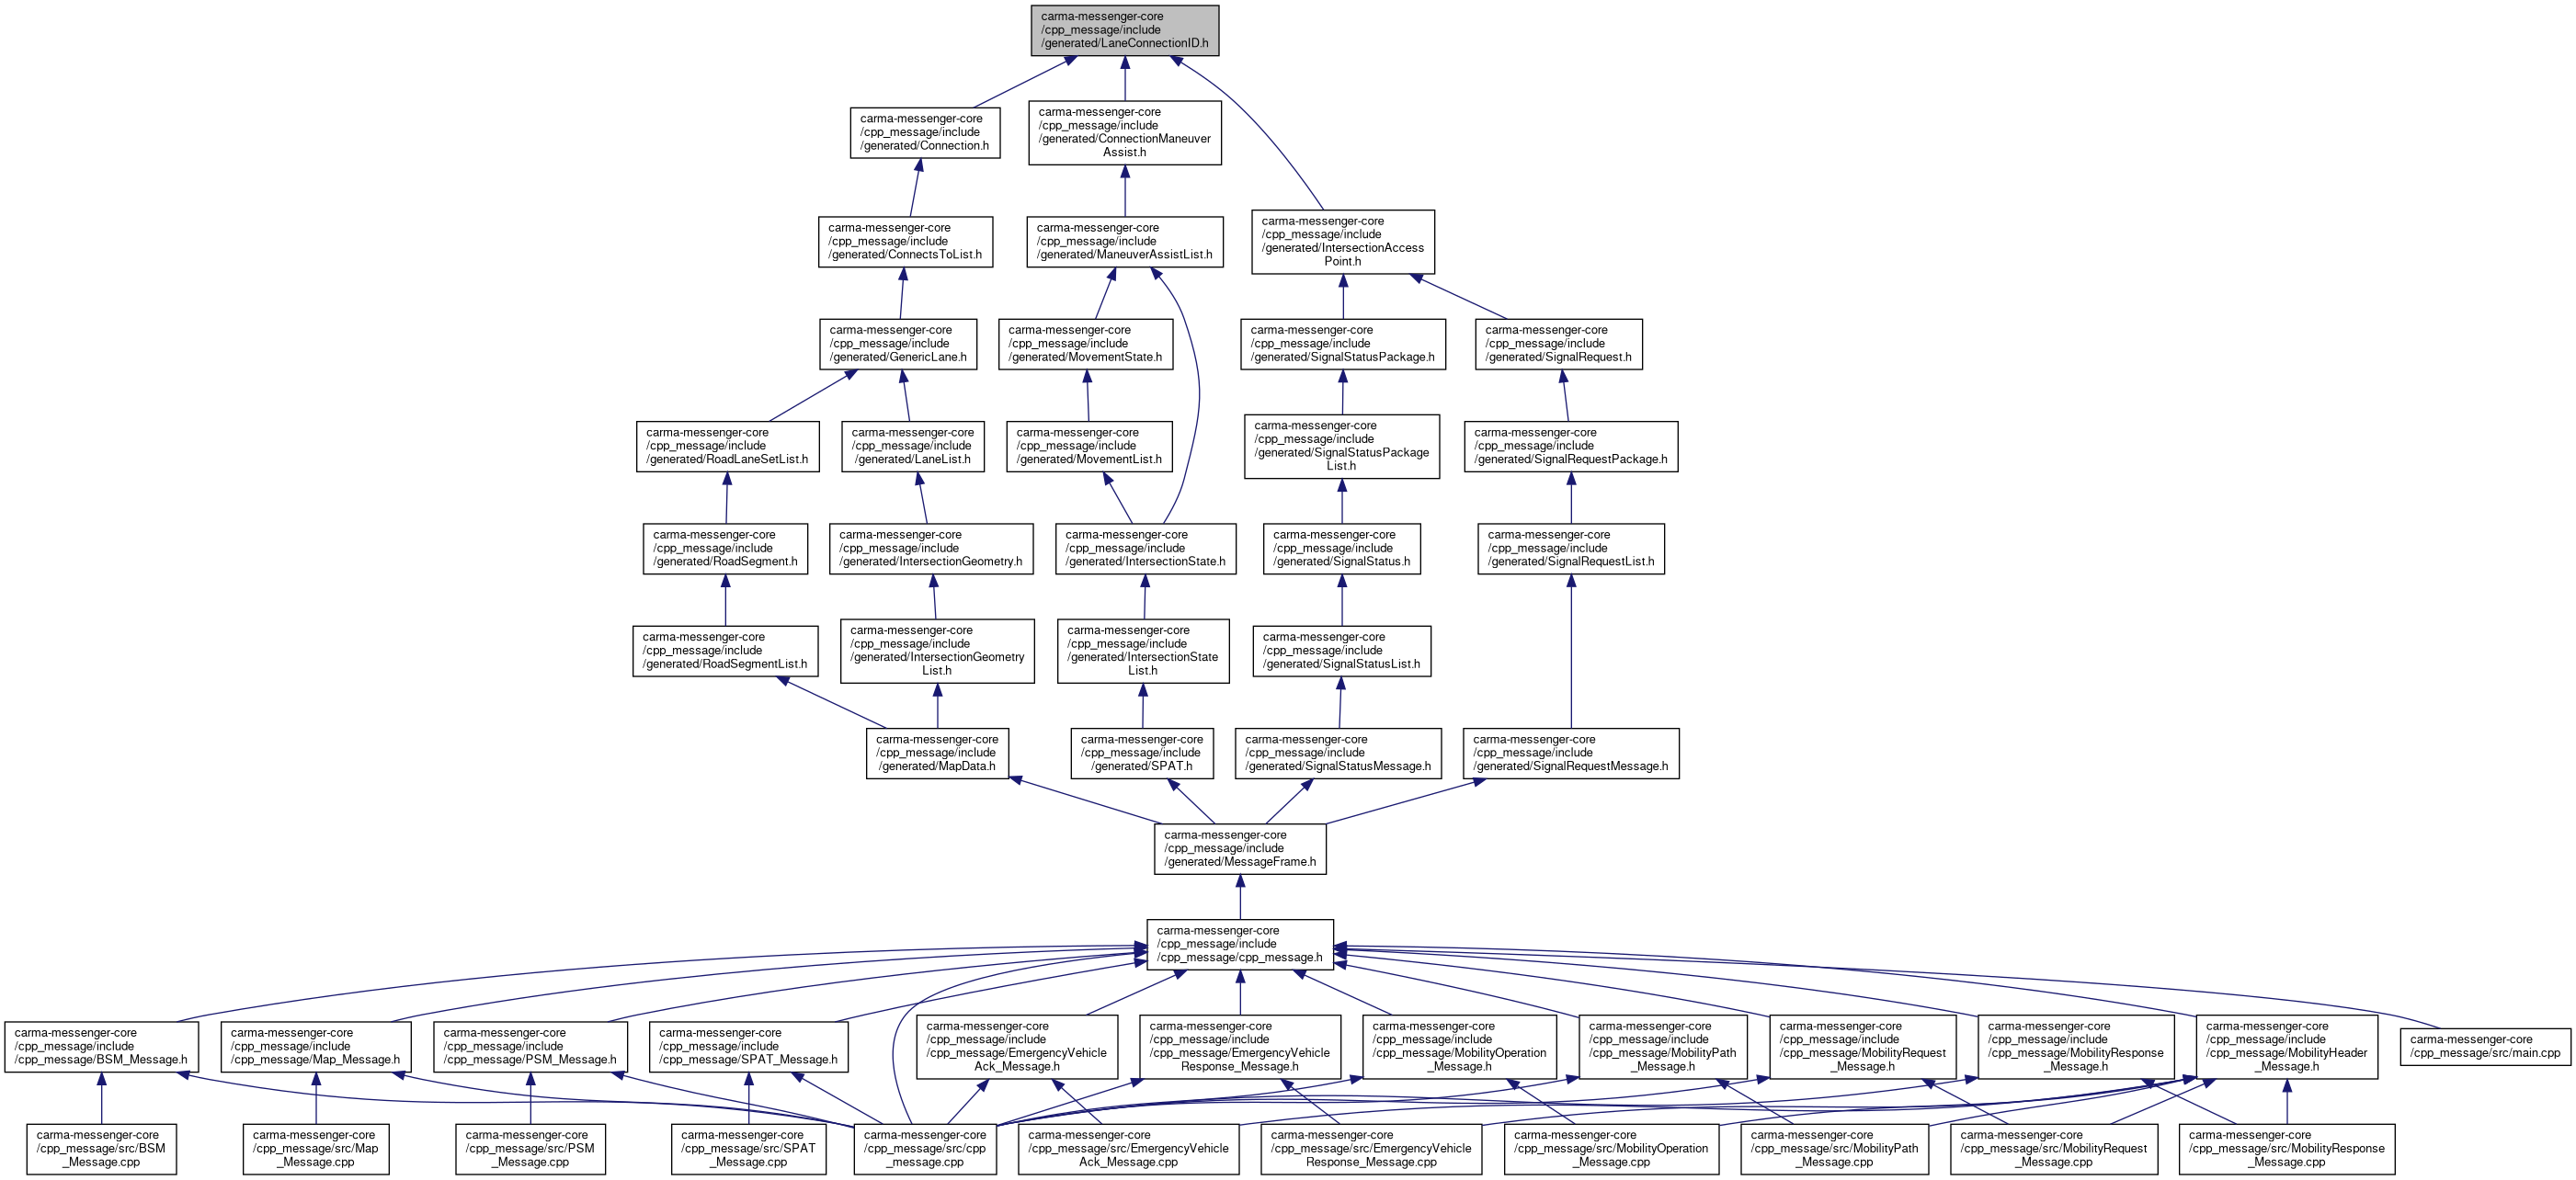 carma-messenger-core
/cpp_message/include
/generated/LaneConnectionID.h
carma-messenger-core
/cpp_message/include
/generated/Connection.h
carma-messenger-core
/cpp_message/include
/generated/ConnectionManeuver
Assist.h
carma-messenger-core
/cpp_message/include
/generated/ConnectsToList.h
carma-messenger-core
/cpp_message/include
/generated/ManeuverAssistList.h
carma-messenger-core
/cpp_message/include
/generated/IntersectionAccess
Point.h
carma-messenger-core
/cpp_message/include
/generated/GenericLane.h
carma-messenger-core
/cpp_message/include
/generated/MovementState.h
carma-messenger-core
/cpp_message/include
/generated/SignalStatusPackage.h
carma-messenger-core
/cpp_message/include
/generated/SignalRequest.h
carma-messenger-core
/cpp_message/include
/generated/RoadLaneSetList.h
carma-messenger-core
/cpp_message/include
/generated/LaneList.h
carma-messenger-core
/cpp_message/include
/generated/MovementList.h
carma-messenger-core
/cpp_message/include
/generated/SignalStatusPackage
List.h
carma-messenger-core
/cpp_message/include
/generated/SignalRequestPackage.h
carma-messenger-core
/cpp_message/include
/generated/RoadSegment.h
carma-messenger-core
/cpp_message/include
/generated/IntersectionGeometry.h
carma-messenger-core
/cpp_message/include
/generated/IntersectionState.h
carma-messenger-core
/cpp_message/include
/generated/SignalStatus.h
carma-messenger-core
/cpp_message/include
/generated/SignalRequestList.h
carma-messenger-core
/cpp_message/include
/generated/RoadSegmentList.h
carma-messenger-core
/cpp_message/include
/generated/IntersectionGeometry
List.h
carma-messenger-core
/cpp_message/include
/generated/IntersectionState
List.h
carma-messenger-core
/cpp_message/include
/generated/SignalStatusList.h
carma-messenger-core
/cpp_message/include
/generated/MapData.h
carma-messenger-core
/cpp_message/include
/generated/SPAT.h
carma-messenger-core
/cpp_message/include
/generated/SignalStatusMessage.h
carma-messenger-core
/cpp_message/include
/generated/SignalRequestMessage.h
carma-messenger-core
/cpp_message/include
/generated/MessageFrame.h
carma-messenger-core
/cpp_message/include
/cpp_message/cpp_message.h
carma-messenger-core
/cpp_message/include
/cpp_message/BSM_Message.h
carma-messenger-core
/cpp_message/include
/cpp_message/Map_Message.h
carma-messenger-core
/cpp_message/include
/cpp_message/PSM_Message.h
carma-messenger-core
/cpp_message/include
/cpp_message/SPAT_Message.h
carma-messenger-core
/cpp_message/include
/cpp_message/EmergencyVehicle
Ack_Message.h
carma-messenger-core
/cpp_message/include
/cpp_message/EmergencyVehicle
Response_Message.h
carma-messenger-core
/cpp_message/include
/cpp_message/MobilityOperation
_Message.h
carma-messenger-core
/cpp_message/include
/cpp_message/MobilityPath
_Message.h
carma-messenger-core
/cpp_message/include
/cpp_message/MobilityRequest
_Message.h
carma-messenger-core
/cpp_message/include
/cpp_message/MobilityResponse
_Message.h
carma-messenger-core
/cpp_message/include
/cpp_message/MobilityHeader
_Message.h
carma-messenger-core
/cpp_message/src/main.cpp
carma-messenger-core
/cpp_message/src/BSM
_Message.cpp
carma-messenger-core
/cpp_message/src/Map
_Message.cpp
carma-messenger-core
/cpp_message/src/PSM
_Message.cpp
carma-messenger-core
/cpp_message/src/SPAT
_Message.cpp
carma-messenger-core
/cpp_message/src/cpp
_message.cpp
carma-messenger-core
/cpp_message/src/EmergencyVehicle
Ack_Message.cpp
carma-messenger-core
/cpp_message/src/EmergencyVehicle
Response_Message.cpp
carma-messenger-core
/cpp_message/src/MobilityOperation
_Message.cpp
carma-messenger-core
/cpp_message/src/MobilityPath
_Message.cpp
carma-messenger-core
/cpp_message/src/MobilityRequest
_Message.cpp
carma-messenger-core
/cpp_message/src/MobilityResponse
_Message.cpp